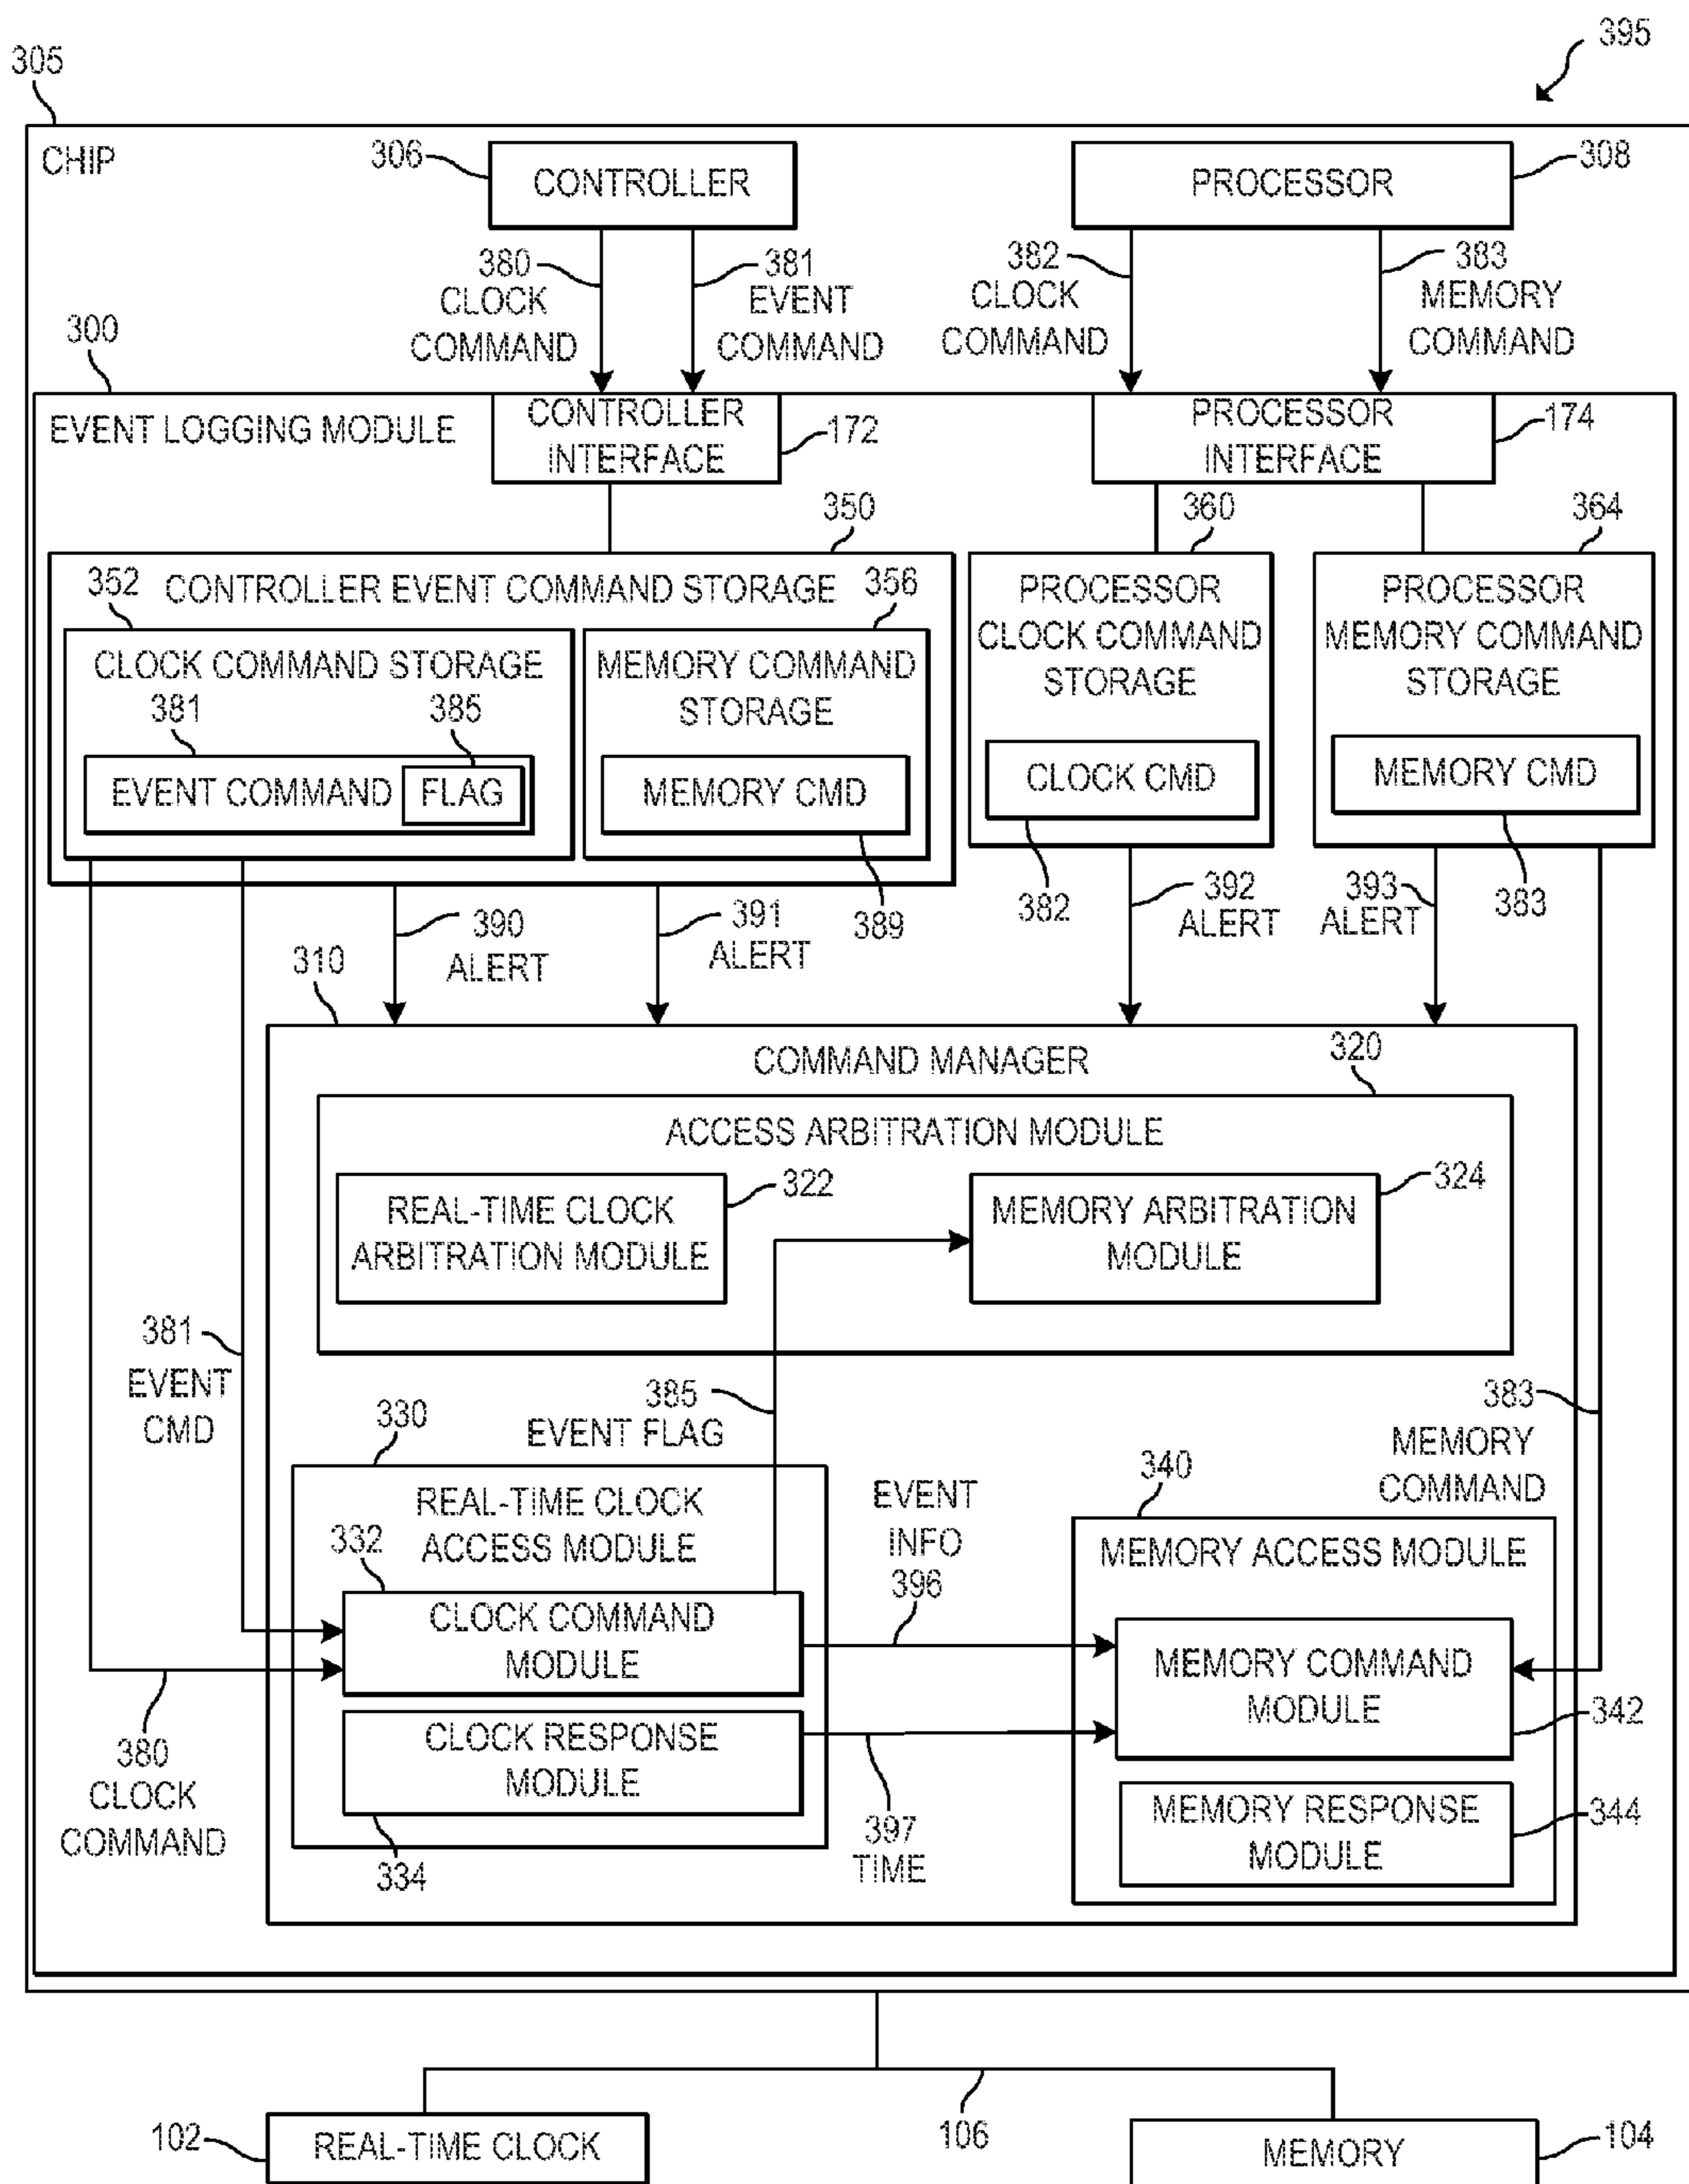 395
305
CHIP
306
CONTROLLER
PROCESSOR
308
380
CLOCK
COMMAND
381
EVENT
COMMAND
382
CLOCK
COMMAND
383
MEMORY
COMMAND
300
EVENT LOGGING MODULE
CONTROLLER
INTERFACE
172
PROCESSOR
INTERFACE
174
350
360
364
352
CONTROLLER EVENT COMMAND STORAGE
356
CLOCK COMMAND STORAGE
381
385
EVENT COMMAND
FLAG
MEMORY COMMAND
STORAGE
MEMORY CMD
PROCESSOR
CLOCK COMMAND
STORAGE
CLOCK CMD
PROCESSOR
MEMORY COMMAND
STORAGE
MEMORY CMD
390
ALERT
391
ALERT
389
382
392
ALERT
393
ALERT
383
310
COMMAND MANAGER
320
ACCESS ARBITRATION MODULE
REAL-TIME CLOCK
ARBITRATION MODULE
322
MEMORY ARBITRATION
MODULE
324
381
EVENT
CMD
385
EVENT FLAG
383
MEMORY
COMMAND
330
REAL-TIME CLOCK
ACCESS MODULE
332
CLOCK COMMAND
MODULE
EVENT
INFO
396
340
MEMORY ACCESS MODULE
MEMORY COMMAND
MODULE
342
380
CLOCK
COMMAND
CLOCK RESPONSE
MODULE
334
397
TIME
MEMORY RESPONSE
MODULE
344
102
REAL-TIME CLOCK
106
MEMORY
104